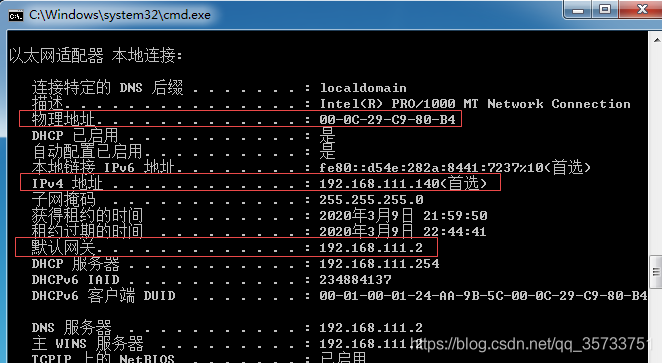 C:\Windows\system32\cmd.exe
以太网适配器 本地连接:
连接特定的 DNS 后缀 . . . . . . . : localdomain
描述. . . . . . . . . . . . . . . : Intel(R) PRO/1000 MT Network Connection
物理地址. . . . . . . . . . . . . : 00-0C-29-C9-80-B4
DHCP 已启用 . . . . . . . . . . . : 是
自动配置已启用. . . . . . . . . . : 是
本地链接 IPv6 地址. . . . . . . . : fe80::d54e:282a:8441:7237%10(首选)
IPv4 地址 . . . . . . . . . . . . : 192.168.111.140(首选)
子网掩码 . . . . . . . . . . . . : 255.255.255.0
获得租约的时间 . . . . . . . . . : 2020年3月9日 21:59:50
租约过期的时间 . . . . . . . . . : 2020年3月9日 22:44:41
默认网关. . . . . . . . . . . . . : 192.168.111.2
DHCP 服务器 . . . . . . . . . . . : 192.168.111.254
DHCPv6 IAID . . . . . . . . . . . : 234884137
DHCPv6 客户端 DUID . . . . . . . : 00-01-00-01-24-AA-9B-5C-00-0C-29-C9-80-B4
DNS 服务器 . . . . . . . . . . . : 192.168.111.2
主 WINS 服务器 . . . . . . . . . : 192.168.111.2
TCPIP 上的 NetBIOS . . . . . . . : 已启用
https://blog.csdn.net/qq_35733751